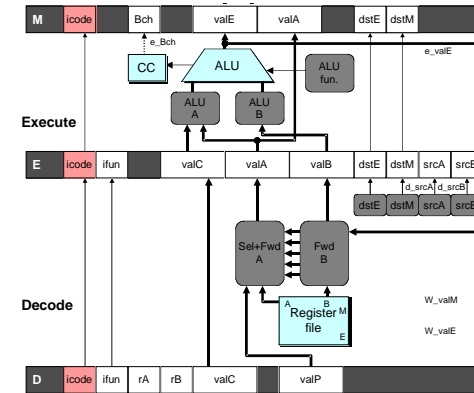 M icode Bch valE valA dstE dstM
e_Bch
e_valE
CC ALU ALU fun.
ALU A ALU B
Execute
E icode ifun valC valA valB dstE dstM srcA srcB
d_srcA d_srcB
dstE dstM srcA srcB
Sel+Fwd A Fwd B
A B M
Register file
E
W_valM
Decode
W_valE
D icode ifun rA rB valC valP